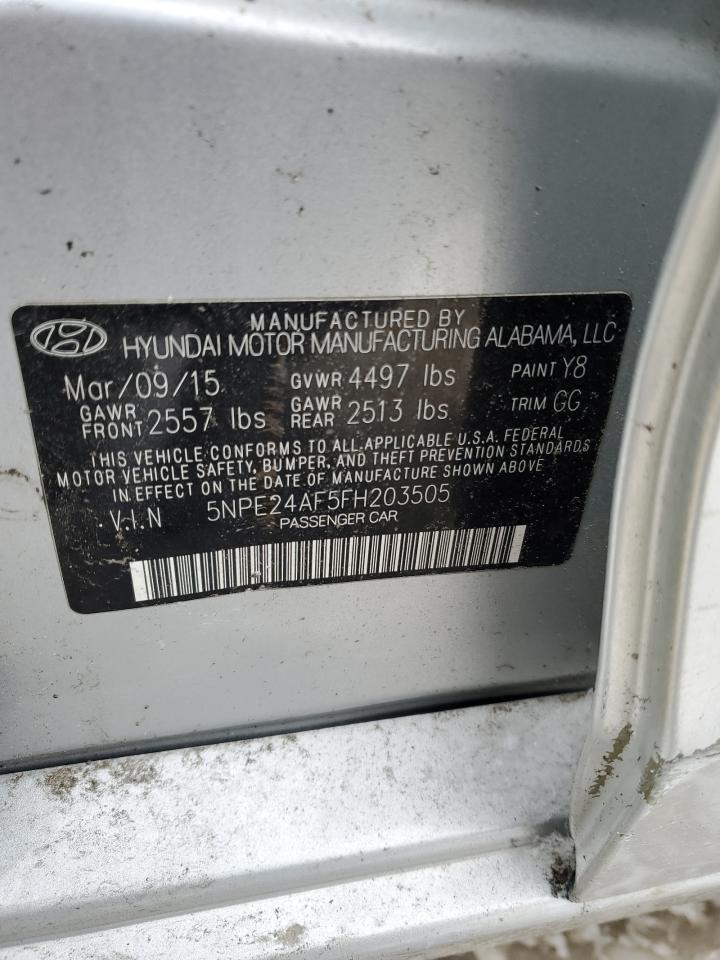 MANUFACTURED BY
HYUNDAI MOTOR MANUFACTURING ALABAMA, LLC
Mar/09/15 GVWR 4497 lbs PAINT Y8
GAWR FRONT 2557 lbs GAWR REAR 2513 lbs TRIM GG
THIS VEHICLE CONFORMS TO ALL APPLICABLE U.S.A. FEDERAL
MOTOR VEHICLE SAFETY, BUMPER, AND THEFT PREVENTION STANDARDS
IN EFFECT ON THE DATE OF MANUFACTURE SHOWN ABOVE
V.I.N 5NPE24AF5FH203505
PASSENGER CAR